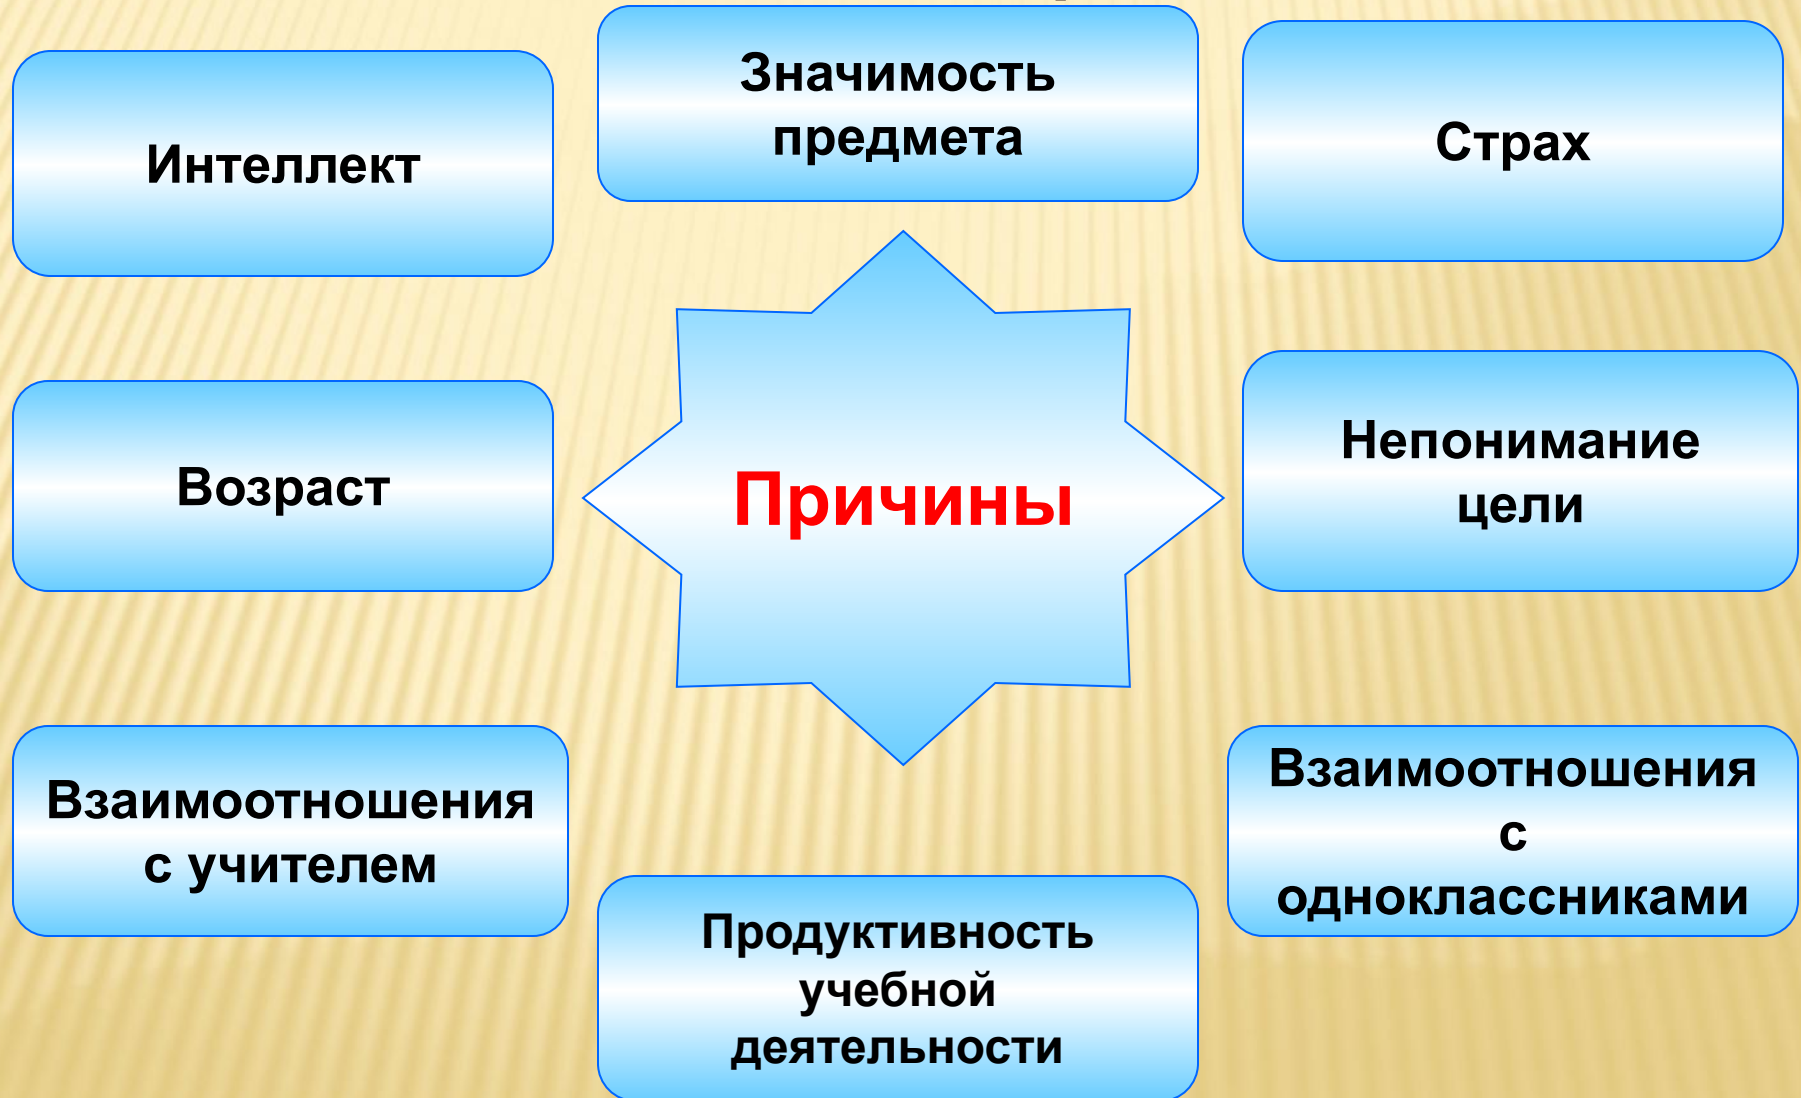 Значимость
предмета
Интеллект
Страх
Возраст
Причины
Непонимание
цели
Взаимоотношения
с учителем
Взаимоотношения
с
одноклассниками
Продуктивность
учебной
деятельности